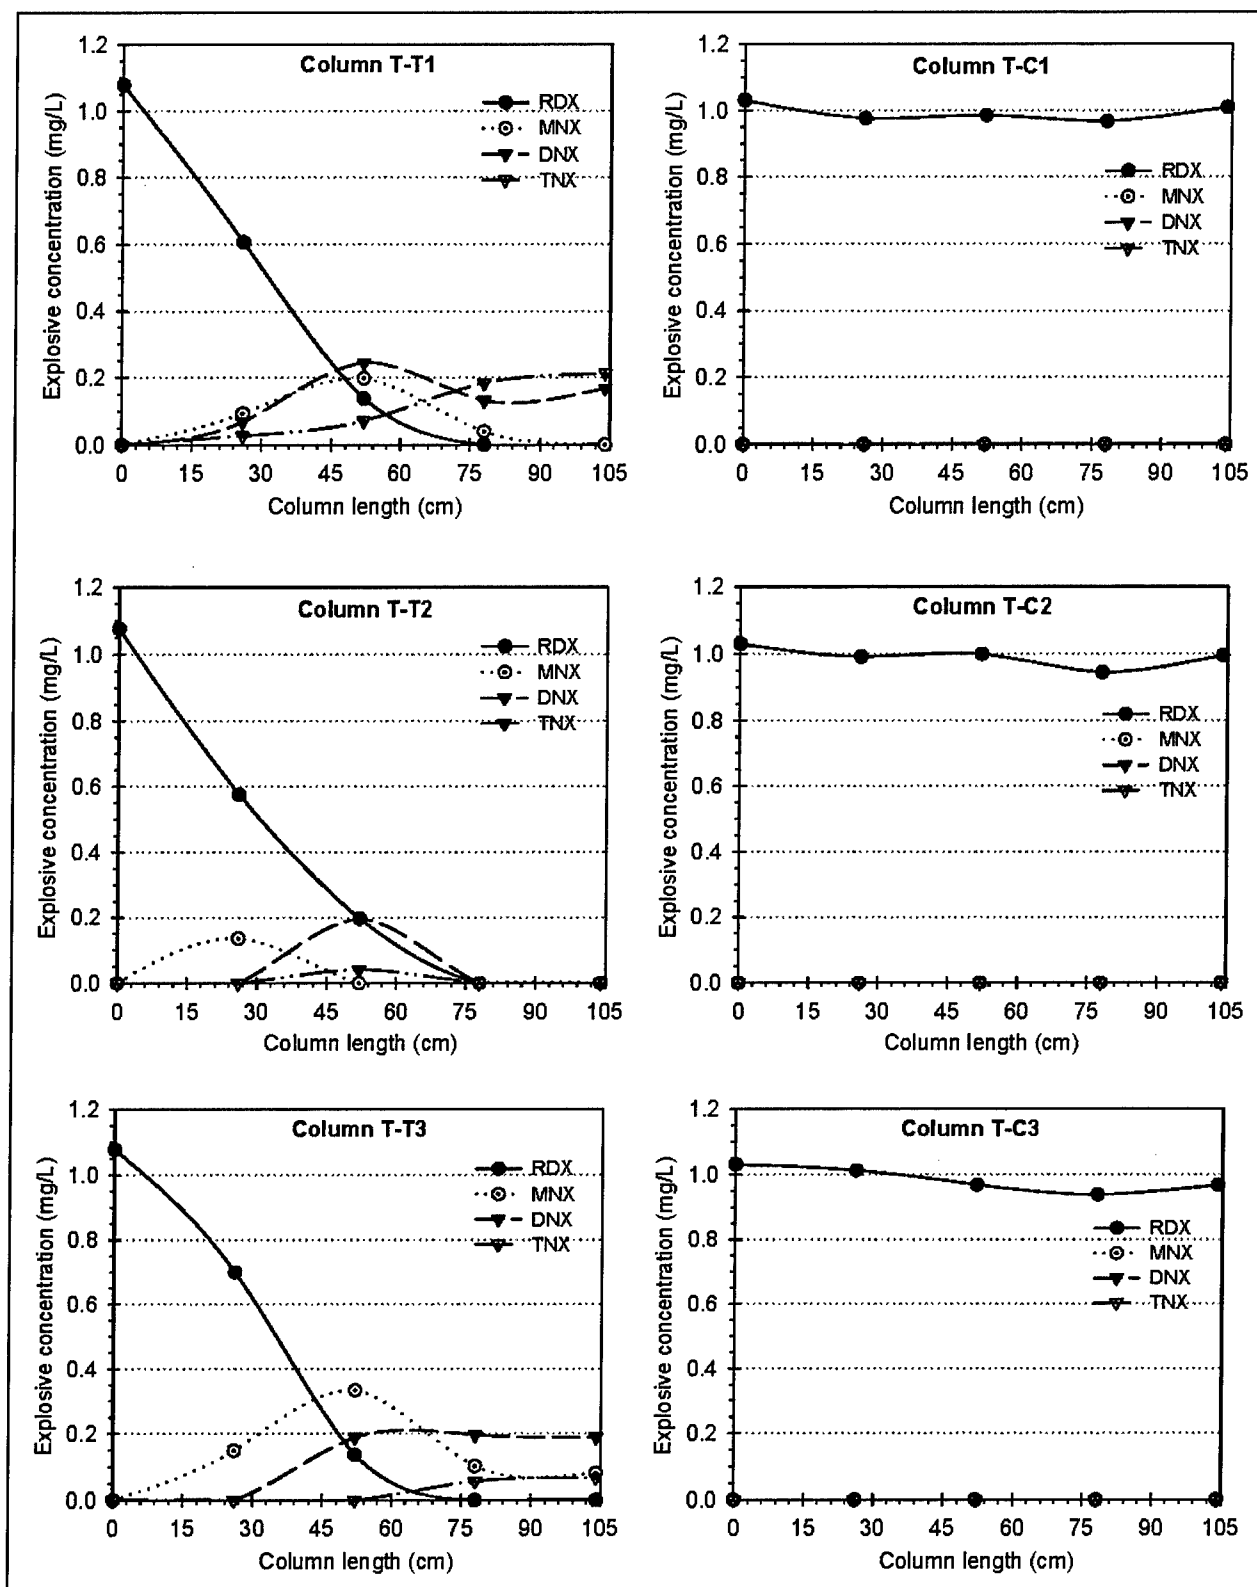 Column T-T1
Explosive concentration (mg/L)
1.2
1.0
0.8
0.6
0.4
0.2
0.0
RDX
MNX
DNX
TNX
0 15 30 45 60 75 90 105
Column length (cm)
Column T-C1
Explosive concentration (mg/L)
1.2
1.0
0.8
0.6
0.4
0.2
0.0
RDX
MNX
DNX
TNX
0 15 30 45 60 75 90 105
Column length (cm)
Column T-T2
Explosive concentration (mg/L)
1.2
1.0
0.8
0.6
0.4
0.2
0.0
RDX
MNX
DNX
TNX
0 15 30 45 60 75 90 105
Column length (cm)
Column T-C2
Explosive concentration (mg/L)
1.2
1.0
0.8
0.6
0.4
0.2
0.0
RDX
MNX
DNX
TNX
0 15 30 45 60 75 90 105
Column length (cm)
Column T-T3
Explosive concentration (mg/L)
1.2
1.0
0.8
0.6
0.4
0.2
0.0
RDX
MNX
DNX
TNX
0 15 30 45 60 75 90 105
Column length (cm)
Column T-C3
Explosive concentration (mg/L)
1.2
1.0
0.8
0.6
0.4
0.2
0.0
RDX
MNX
DNX
TNX
0 15 30 45 60 75 90 105
Column length (cm)